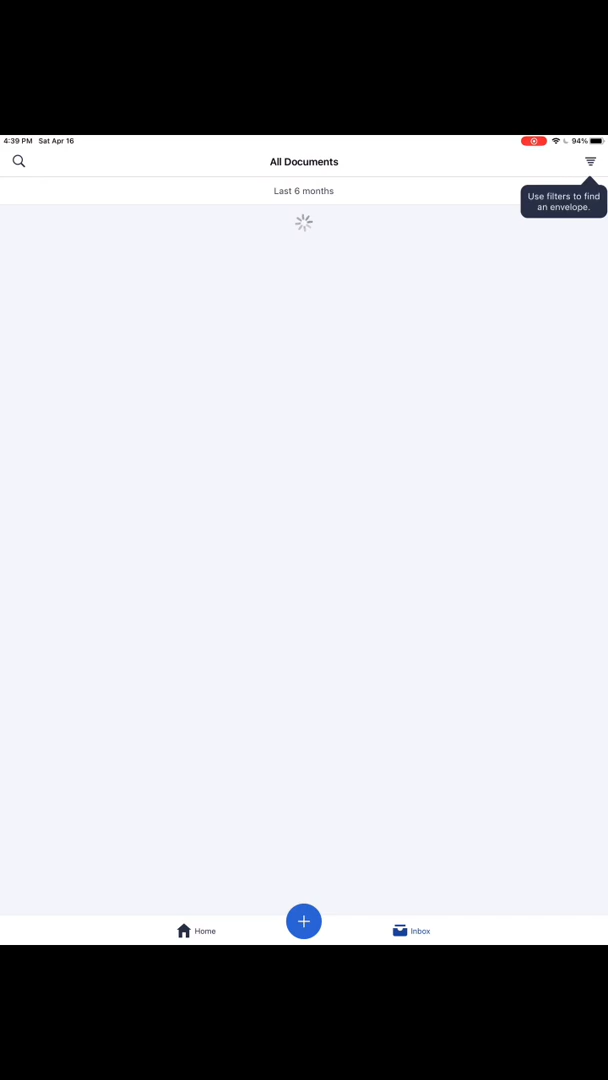 4:39 PM Sat Apr 16
94%
All Documents
Last 6 months
Use filters to find
an envelope.
Home
Inbox